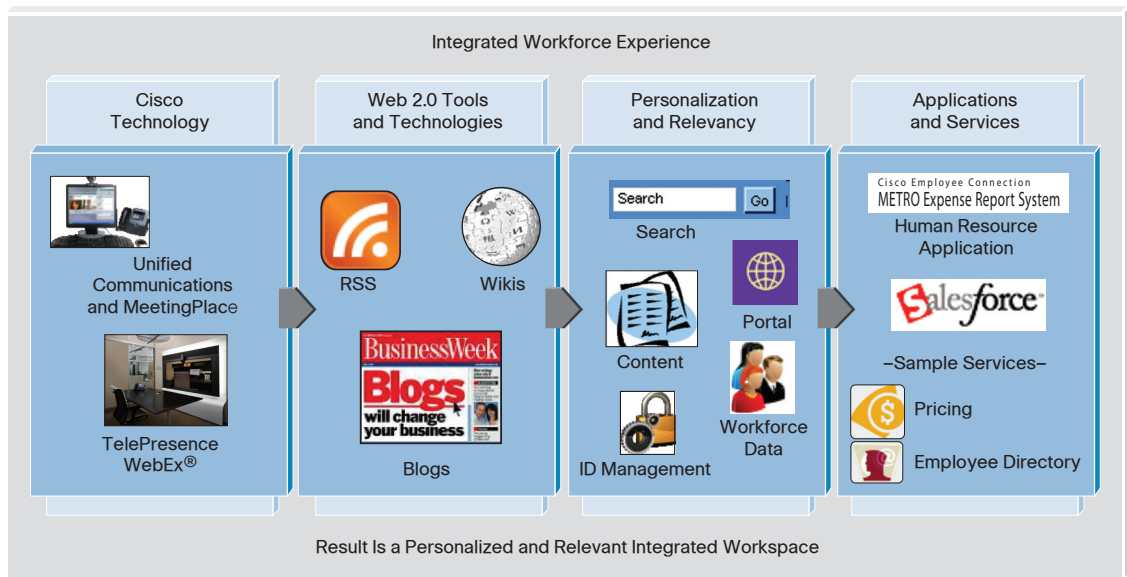 Integrated Workforce Experience
Cisco
Technology
Unified
Communications
and MeetingPlace
TelePresence
WebEx®
Web 2.0 Tools
and Technologies
RSS
Wikis
BusinessWeek
Blogs
will change
your business
Blogs
Personalization
and Relevancy
Search Go
Search
Content
Portal
ID Management
Workforce
Data
Applications
and Services
Cisco Employee Connection
METRO Expense Report System
Human Resource
Application
Salesforce
–Sample Services–
$ Pricing
@ Employee Directory
Result Is a Personalized and Relevant Integrated Workspace